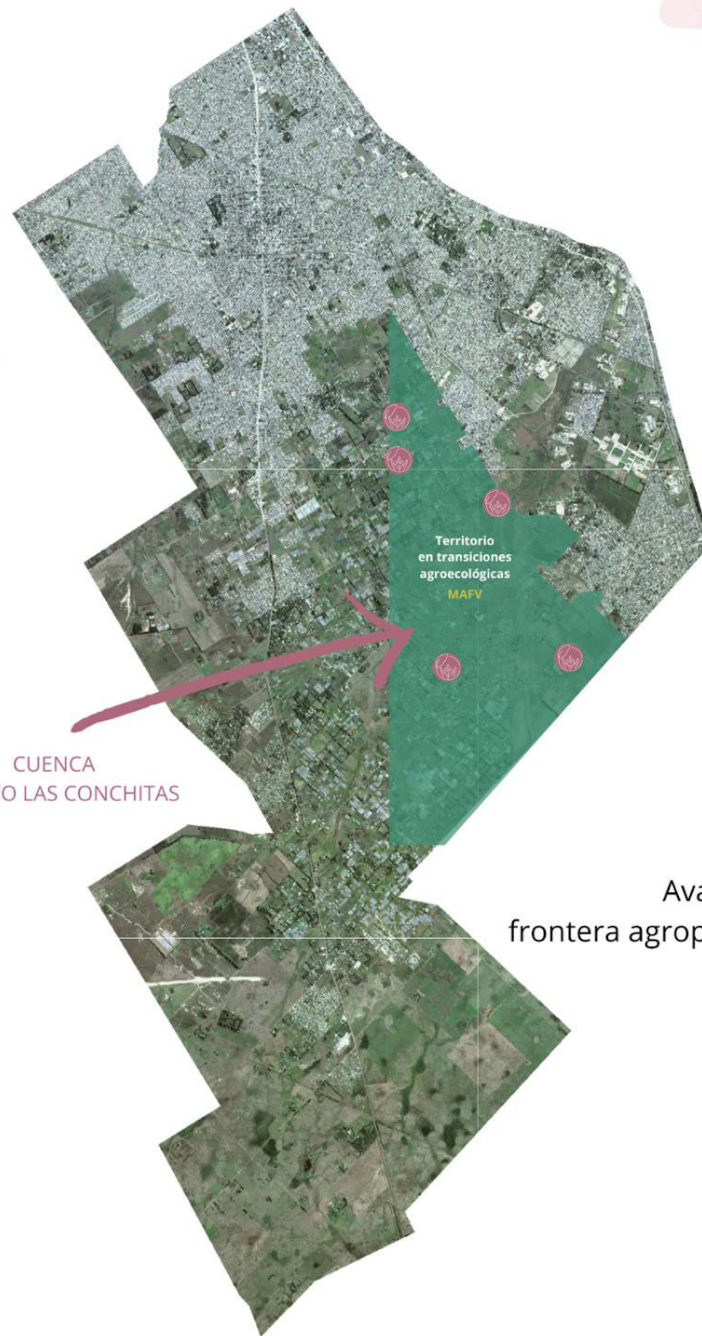 Territorio
en transiciones
agroecológicas
MAFV
CUENCA
O LAS CONCHITAS
Ava
frontera agrop